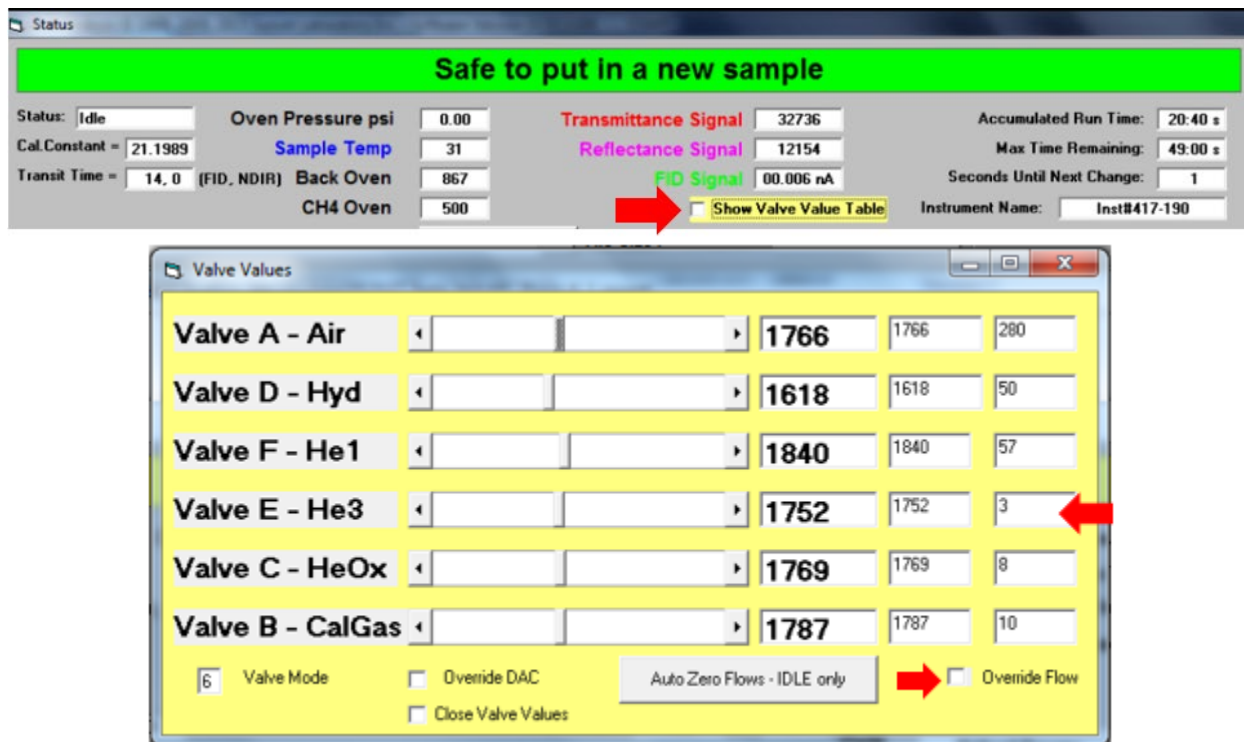 Status
Safe to put in a new sample
Status: Idle Oven Pressure psi 0.00 Transmittance Signal 32736 Accumulated Run Time: 20:40 s
Cal.Constant = 21.1989 Sample Temp 31 Reflectance Signal 12154 Max Time Remaining: 49:00 s
Transit Time = 14, 0 (FID, NDIR) Back Oven 867 FID Signal 00.006 nA Seconds Until Next Change: 1
CH4 Oven 500 Show Valve Value Table Instrument Name: Inst#417-190
Valve Values
Valve A - Air 1766 1766 280
Valve D - Hyd 1618 1618 50
Valve F - He1 1840 1840 57
Valve E - He3 1752 1752 3
Valve C - HeOx 1769 1769 8
Valve B - CalGas 1787 1787 10
6 Valve Mode Override DAC Auto Zero Flows - IDLE only Override Flow
Close Valve Values